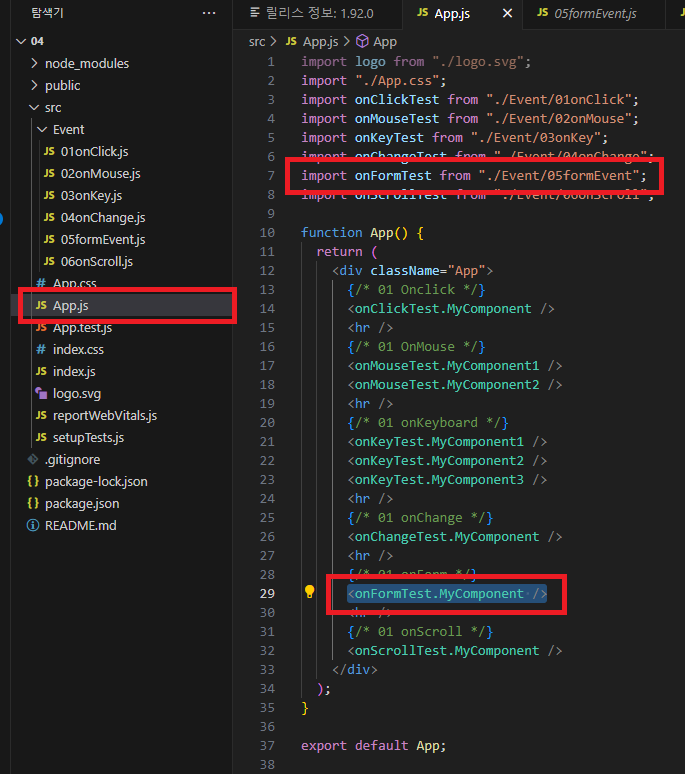 탐색기 ···
04
node_modules
public
src
Event
JS 01onClick.js
JS 02onMouse.js
JS 03onKey.js
JS 04onChange.js
JS 05formEvent.js
JS 06onScroll.js
# App.css
JS App.js
JS App.test.js
# index.css
JS index.js
logo.svg
JS reportWebVitals.js
JS setupTests.js
.gitignore
{} package-lock.json
{} package.json
README.md
릴리스 정보: 1.92.0
JS App.js
JS 05formEvent.js
src > JS App.js > App
1 import logo from "./logo.svg";
2 import "./App.css";
3 import onClickTest from "./Event/01onClick";
4 import onMouseTest from "./Event/02onMouse";
5 import onKeyTest from "./Event/03onKey";
6 import onChangeTest from "./Event/04onChange";
7 import onFormTest from "./Event/05formEvent";
8 import onScrollTest from "./Event/06onScroll";
9
10 function App() {
11 return (
12 <div className="App">
13 {/* 01 Onclick */}
14 <onClickTest.MyComponent />
15 <hr />
16 {/* 01 OnMouse */}
17 <onMouseTest.MyComponent1 />
18 <onMouseTest.MyComponent2 />
19 <hr />
20 {/* 01 onKeyboard */}
21 <onKeyTest.MyComponent1 />
22 <onKeyTest.MyComponent2 />
23 <onKeyTest.MyComponent3 />
24 <hr />
25 {/* 01 onChange */}
26 <onChangeTest.MyComponent />
27 <hr />
28 {/* 01 onForm */}
29 <onFormTest.MyComponent />
30 <hr />
31 {/* 01 onScroll */}
32 <onScrollTest.MyComponent />
33 </div>
34 );
35 }
36
37 export default App;
38